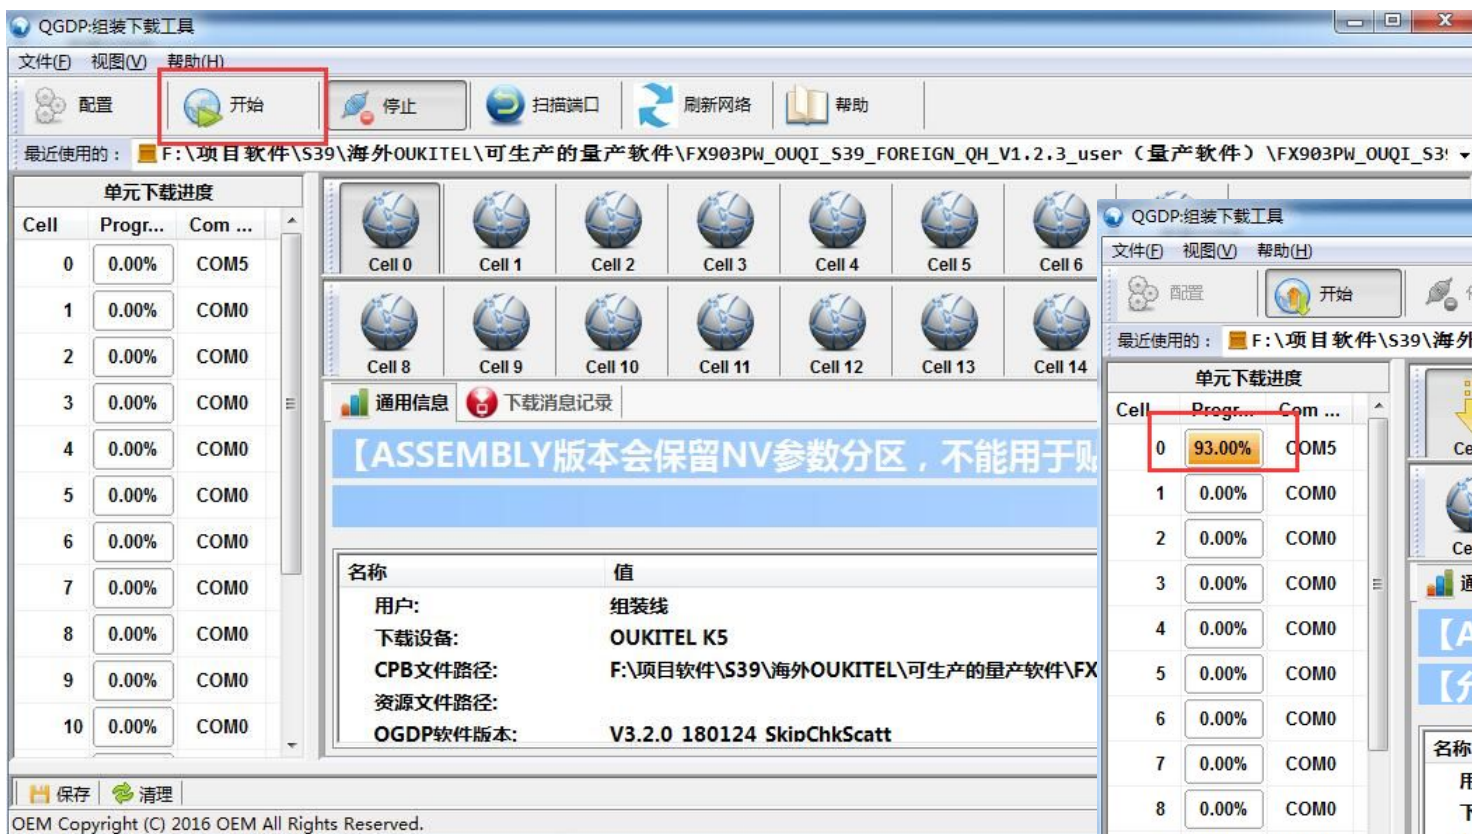 QGDP:组装下载工具
文件(F) 视图(V) 帮助(H)
配置 开始 停止 扫描端口 刷新网络 帮助
最近使用的： F:\项目软件\S39\海外OUKITEL\可生产的量产软件\FX903PW_OUQI_S39_FOREIGN_QH_V1.2.3_user（量产软件）\FX903PW_OUQI_S3
单元下载进度
Cell Progr... Com ...
0 0.00% COM5
1 0.00% COM0
2 0.00% COM0
3 0.00% COM0
4 0.00% COM0
5 0.00% COM0
6 0.00% COM0
7 0.00% COM0
8 0.00% COM0
9 0.00% COM0
10 0.00% COM0
Cell 0 Cell 1 Cell 2 Cell 3 Cell 4 Cell 5 Cell 6
Cell 8 Cell 9 Cell 10 Cell 11 Cell 12 Cell 13 Cell 14
通用信息 下载消息记录
【ASSEMBLY版本会保留NV参数分区，不能用于贴
名称 值
用户: 组装线
下载设备: OUKITEL K5
CPB文件路径: F:\项目软件\S39\海外OUKITEL\可生产的量产软件\FX
资源文件路径:
QGDP软件版本: V3.2.0_180124_SkipChkScatt
保存 清理
OEM Copyright (C) 2016 OEM All Rights Reserved.
QGDP:组装下载工具
文件(F) 视图(V) 帮助(H)
配置 开始
最近使用的： F:\项目软件\S39\海外
单元下载进度
Cell Progr... Com ...
0 93.00% COM5
1 0.00% COM0
2 0.00% COM0
3 0.00% COM0
4 0.00% COM0
5 0.00% COM0
6 0.00% COM0
7 0.00% COM0
8 0.00% COM0
Ce
Ce
通
【A
【分
名称
用
下